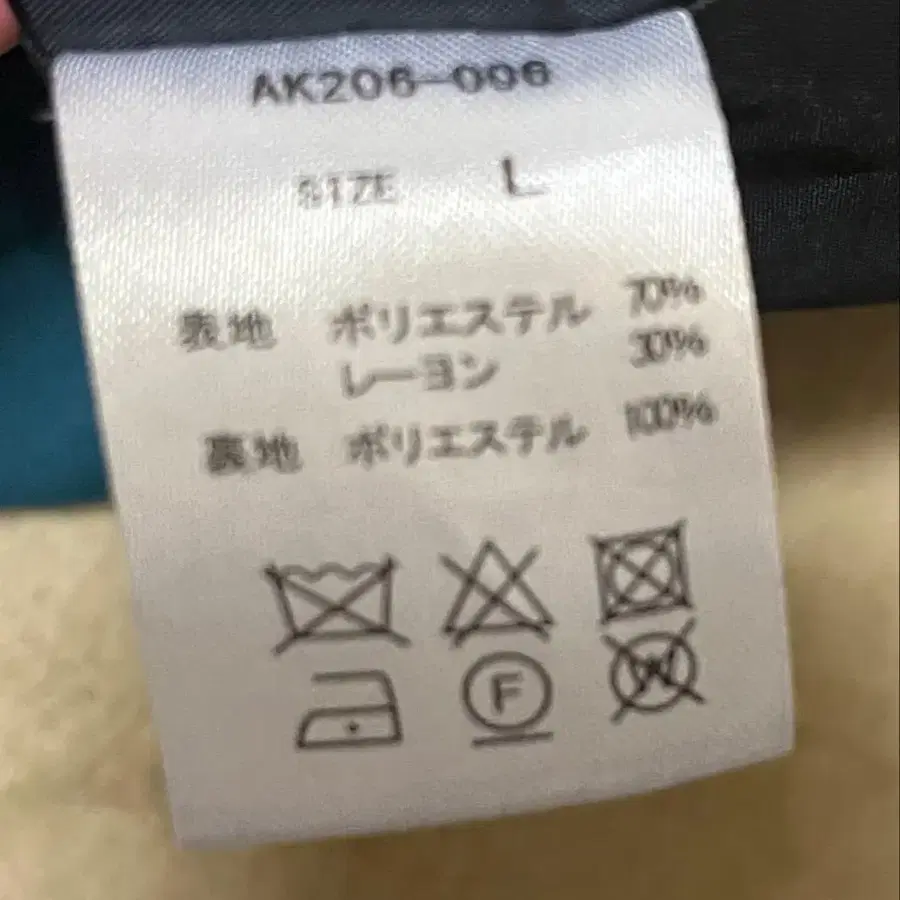 AK206-096
SIZE L
表地 ポリエステル 70%
レーヨン 30%
裏地 ポリエステル 100%
F
W